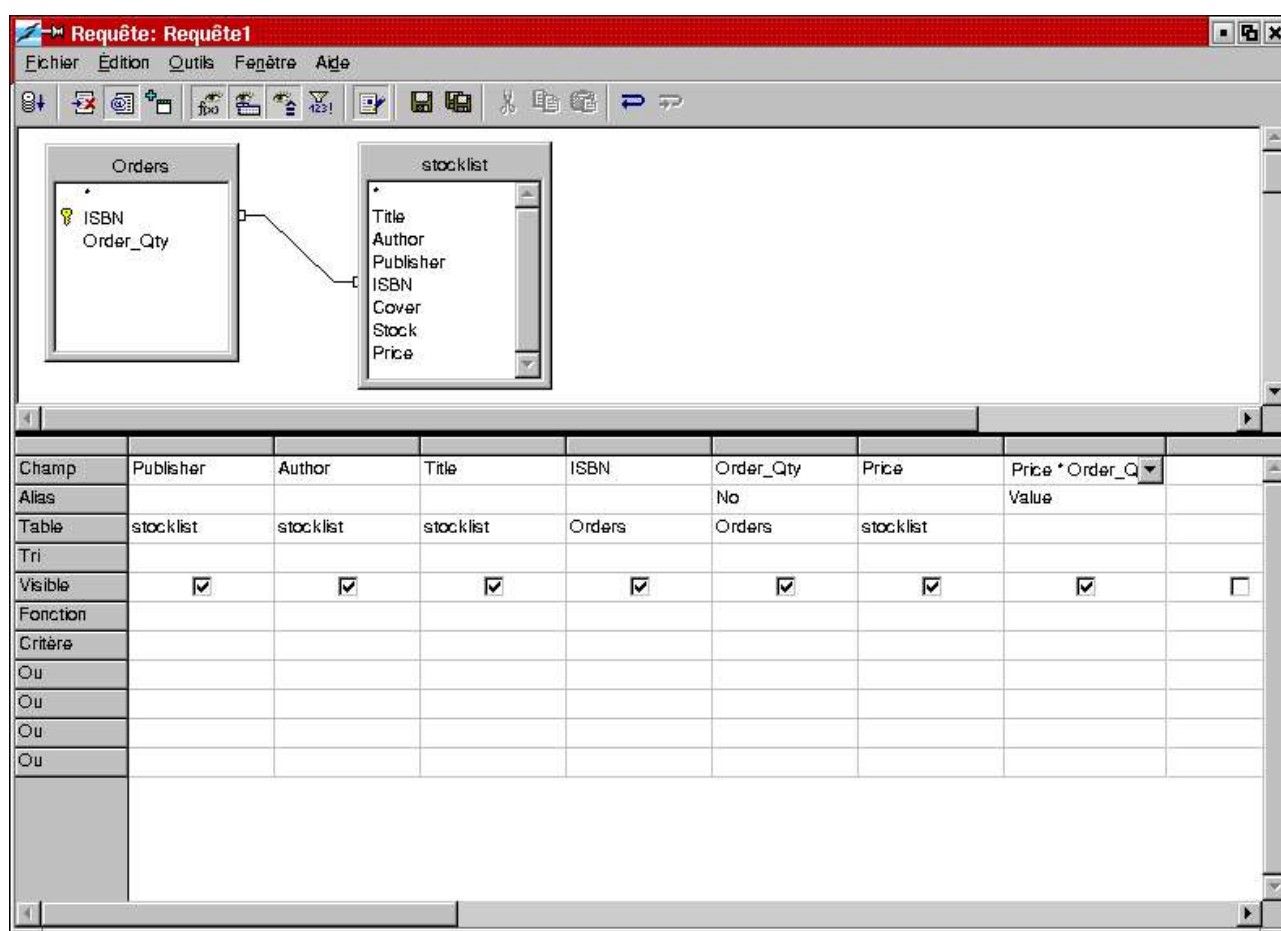 Requête: Requête1
Fichier Édition Outils Fenêtre Aide
f(x) 123!
Orders
*
ISBN
Order_Qty
stocklist
*
Title
Author
Publisher
ISBN
Cover
Stock
Price
Champ Publisher Author Title ISBN Order_Qty Price Price * Order_Q
Alias No Value
Table stocklist stocklist stocklist Orders Orders stocklist
Tri
Visible
Fonction
Critère
Ou
Ou
Ou
Ou